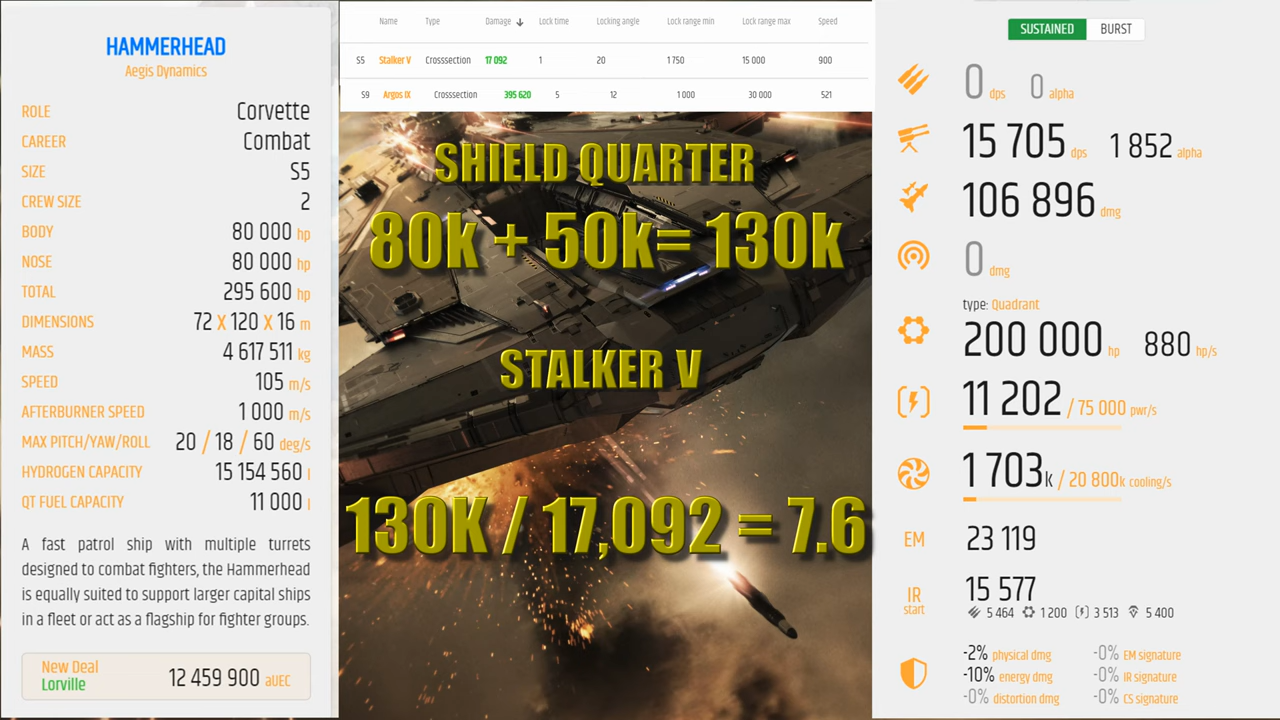 HAMMERHEAD
Aegis Dynamics
ROLE Corvette
CAREER Combat
SIZE S5
CREW SIZE 2
BODY 80 000 hp
NOSE 80 000 hp
TOTAL 295 600 hp
DIMENSIONS 72 x 120 x 16 m
MASS 4 617 511 kg
SPEED 105 m/s
AFTERBURNER SPEED 1 000 m/s
MAX PITCH/YAW/ROLL 20 / 18 / 60 deg/s
HYDROGEN CAPACITY 15 154 560 l
QT FUEL CAPACITY 11 000 l
A fast patrol ship with multiple turrets
designed to combat fighters, the Hammerhead
is equally suited to support larger capital ships
in a fleet or act as a flagship for fighter groups.
New Deal
Lorville 12 459 900 aUEC
Name Type Damage ↓ Lock time Locking angle Lock range min Lock range max Speed
S5 Stalker V Crosssection 17 092 1 20 1 750 15 000 900
S9 Argos IX Crosssection 395 620 5 12 1 000 30 000 521
SHIELD QUARTER
80k + 50k= 130k
STALKER V
130K / 17,092 = 7.6
SUSTAINED BURST
0 dps 0 alpha
15 705 dps 1 852 alpha
106 896 dmg
0 dmg
type: Quadrant
200 000 hp 880 hp/s
11 202 / 75 000 pwr/s
1 703k / 20 800k cooling/s
EM 23 119
IR 15 577
start 5 464 1 200 3 513 5 400
-2% physical dmg -0% EM signature
-10% energy dmg -0% IR signature
-0% distortion dmg -0% CS signature